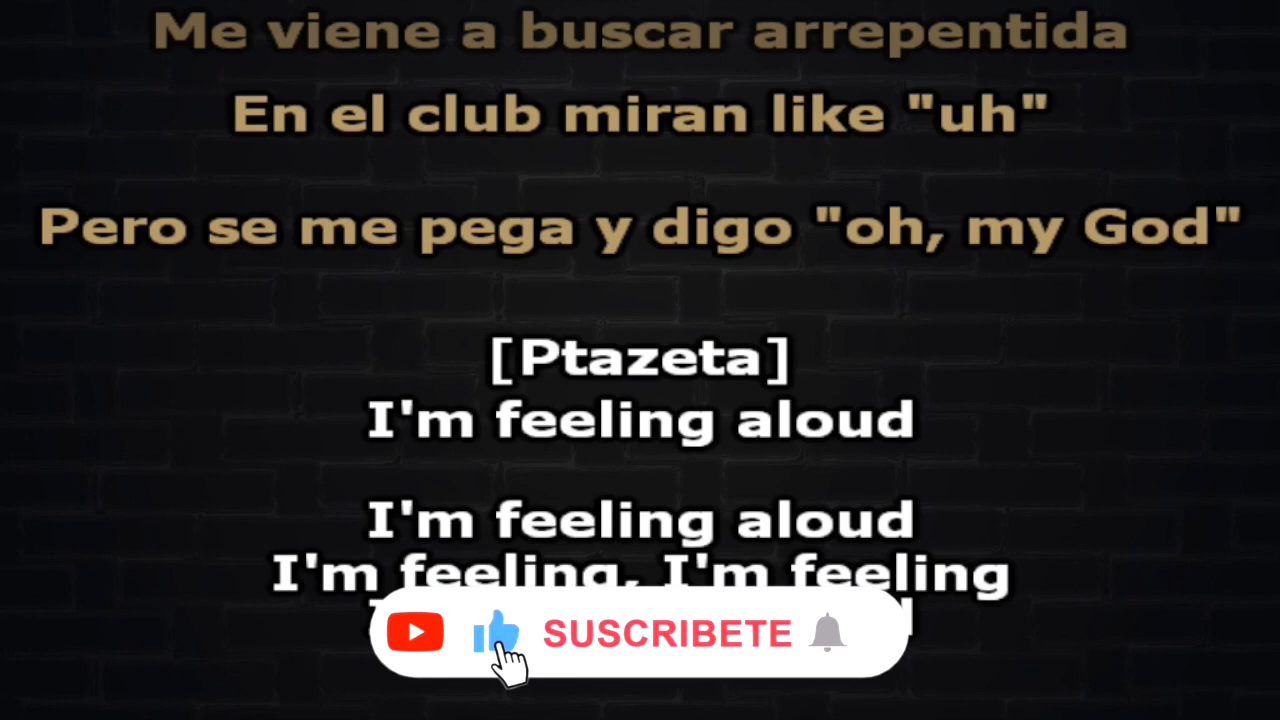 Me viene a buscar arrepentida
En el club miran like "uh"
Pero se me pega y digo "oh, my God"
[Ptazeta]
I'm feeling aloud
I'm feeling aloud
I'm feeling, I'm feeling
SUSCRIBETE